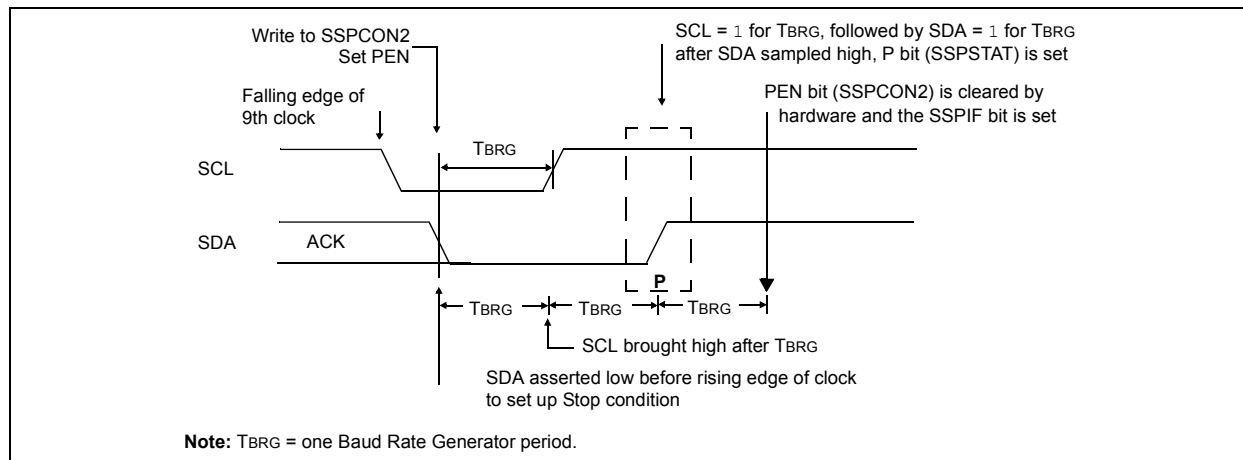 Write to SSPCON2
Set PEN
SCL = 1 for TBRG, followed by SDA = 1 for TBRG
after SDA sampled high, P bit (SSPSTAT) is set
Falling edge of
9th clock
PEN bit (SSPCON2) is cleared by
hardware and the SSPIF bit is set
TBRG
SCL
SDA
ACK
P
TBRG
TBRG
TBRG
SCL brought high after TBRG
SDA asserted low before rising edge of clock
to set up Stop condition
Note: TBRG = one Baud Rate Generator period.